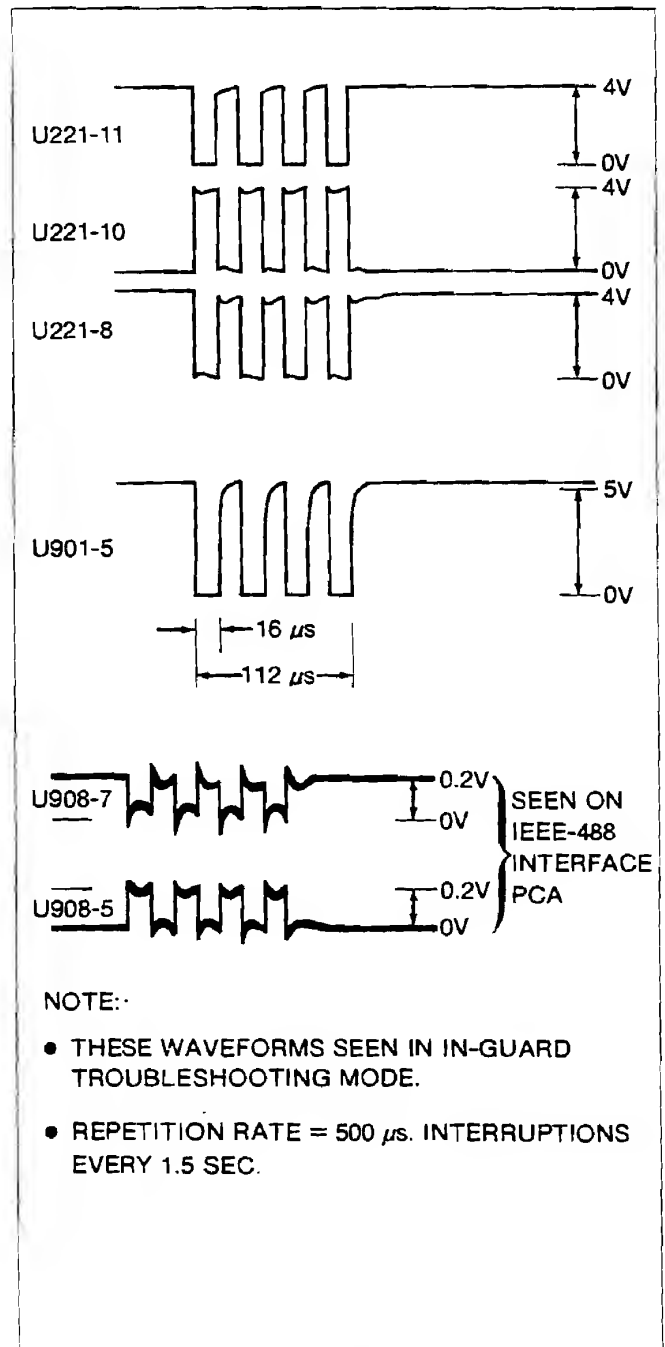 U221-11
4V
0V
U221-10
4V
0V
U221-8
4V
0V
U901-5
5V
0V
16 μs
112 μs
U908-7
0.2V
0V
U908-5
0.2V
0V
SEEN ON
IEEE-488
INTERFACE
PCA
NOTE:
• THESE WAVEFORMS SEEN IN IN-GUARD
TROUBLESHOOTING MODE.
• REPETITION RATE = 500 μs. INTERRUPTIONS
EVERY 1.5 SEC.